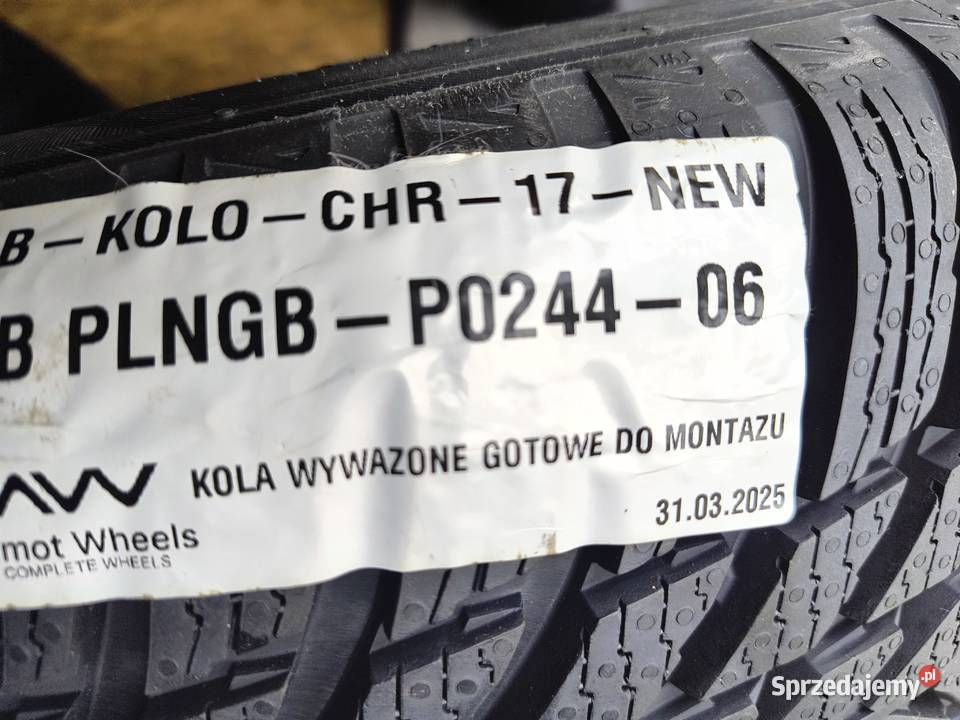 B-KOLO-CHR-17-NEW
B PLNGB-P0244-06
KOLA WYWAZONE GOTOWE DO MONTAZU
31.03.2025
mot Wheels
COMPLETE WHEELS
Sprzedajemy.pl